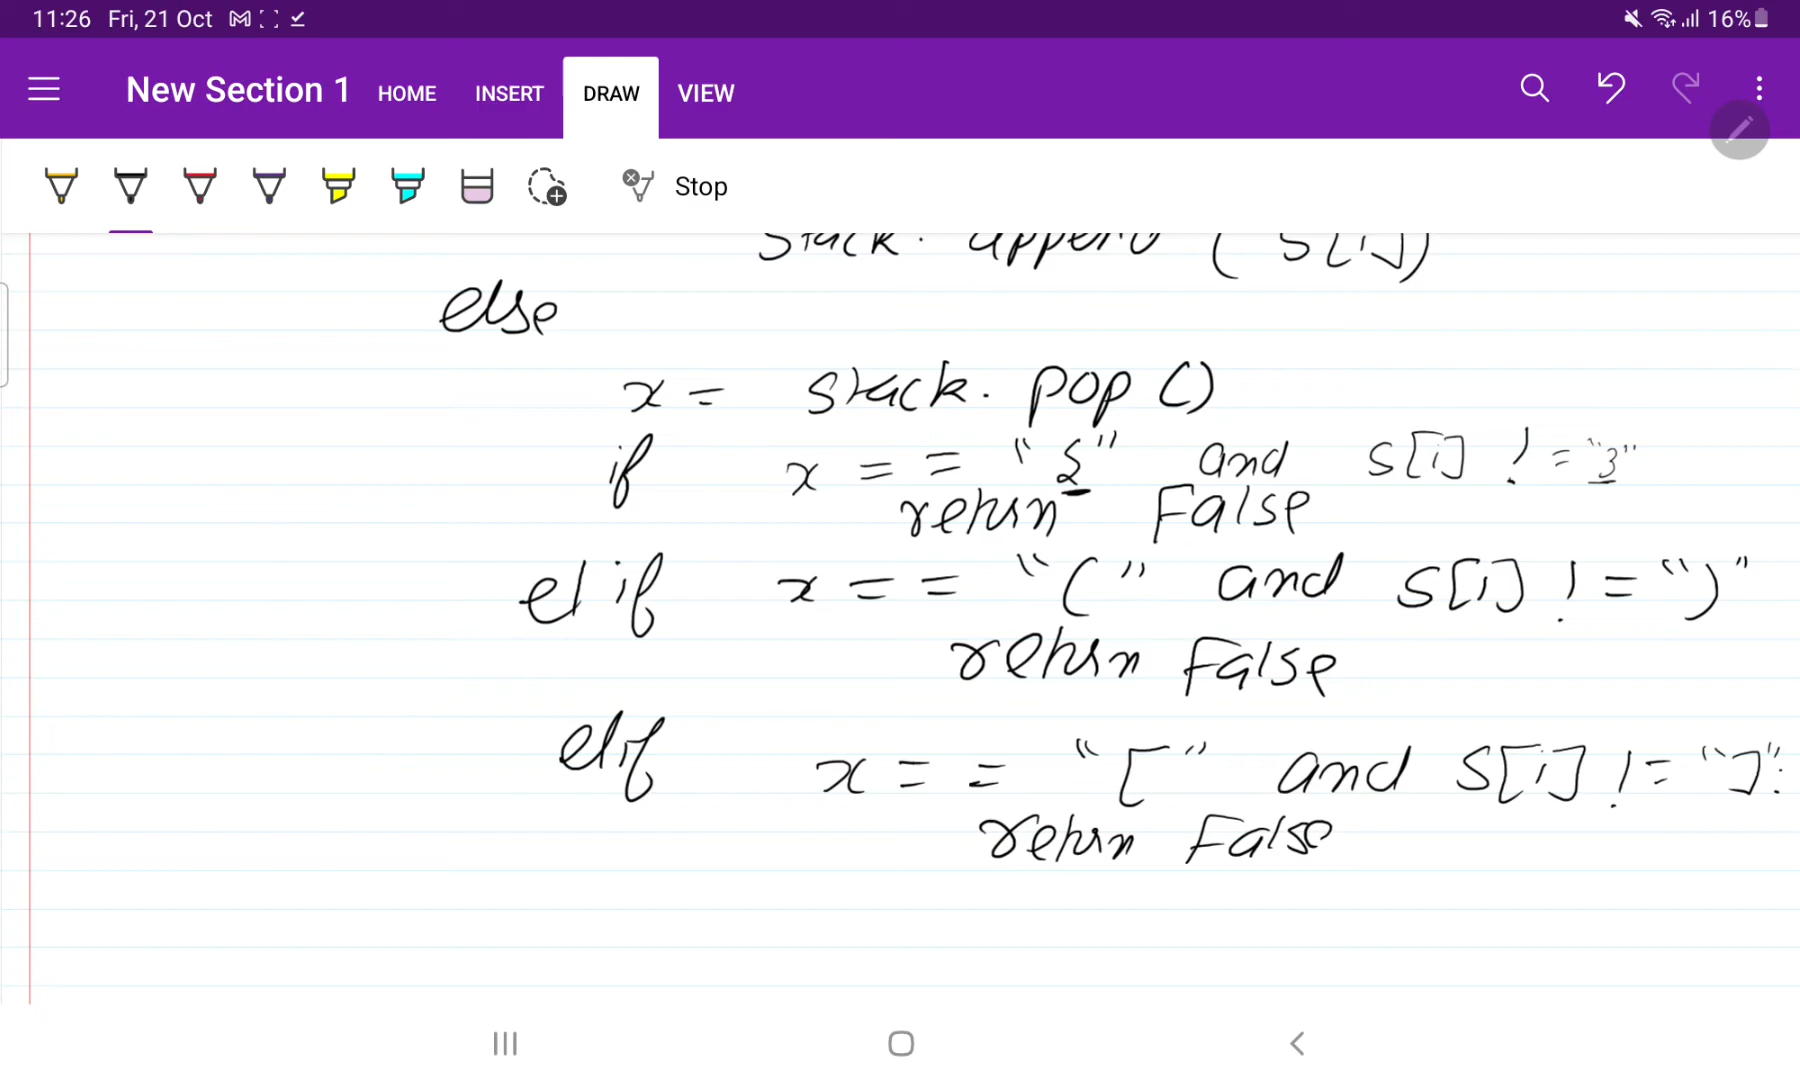 11:26 Fri, 21 Oct 16%
New Section 1 HOME INSERT DRAW VIEW
Stop
stack. append ( S[i])
else
x = stack. pop ()
if x = = "{" and s[i] ! = "}"
return False
elif x = = "(" and s[i] ! = ")"
return False
elif x = = "[" and s[i] ! = "]":
return False